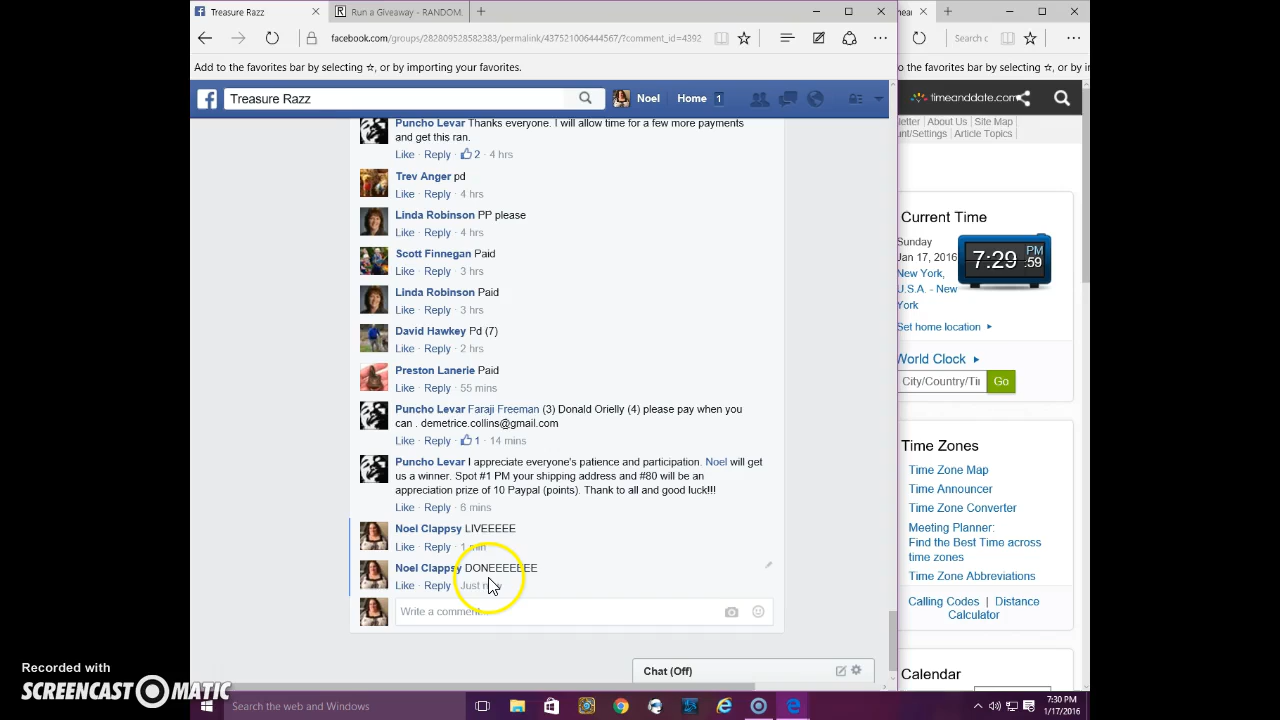 Treasure Razz
Run a Giveaway - RANDOM.
facebook.com/groups/282809528582383/permalink/437521006444567/?comment_id=4392
Search c
Add to the favorites bar by selecting ☆, or by importing your favorites.
to the favorites bar by selecting ☆, or by im
Treasure Razz
Noel
Home 1
timeanddate.com
letter | About Us | Site Map
unt/Settings | Article Topics
Puncho Levar Thanks everyone. I will allow time for a few more payments
and get this ran.
Like · Reply · 2 · 4 hrs
Trev Anger pd
Like · Reply · 4 hrs
Linda Robinson PP please
Like · Reply · 4 hrs
Scott Finnegan Paid
Like · Reply · 3 hrs
Linda Robinson Paid
Like · Reply · 3 hrs
David Hawkey Pd (7)
Like · Reply · 2 hrs
Preston Lanerie Paid
Like · Reply · 55 mins
Puncho Levar Faraji Freeman (3) Donald Orielly (4) please pay when you
can . demetrice.collins@gmail.com
Like · Reply · 1 · 14 mins
Puncho Levar I appreciate everyone's patience and participation. Noel will get
us a winner. Spot #1 PM your shipping address and #80 will be an
appreciation prize of 10 Paypal (points). Thank to all and good luck!!!
Like · Reply · 6 mins
Noel Clappsy LIVEEEEE
Like · Reply · 1 min
Noel Clappsy DONEEEEEEE
Like · Reply · Just
Write a comment...
Chat (Off)
Current Time
Sunday
Jan 17, 2016
New York,
U.S.A. - New
York
7:29 PM :59
Set home location ▸
World Clock ▸
City/Country/Ti
Go
Time Zones
Time Zone Map
Time Announcer
Time Zone Converter
Meeting Planner:
Find the Best Time across
time zones
Time Zone Abbreviations
Calling Codes | Distance
Calculator
Calendar
Recorded with
SCREENCAST MATIC
Search the web and Windows
7:30 PM
1/17/2016